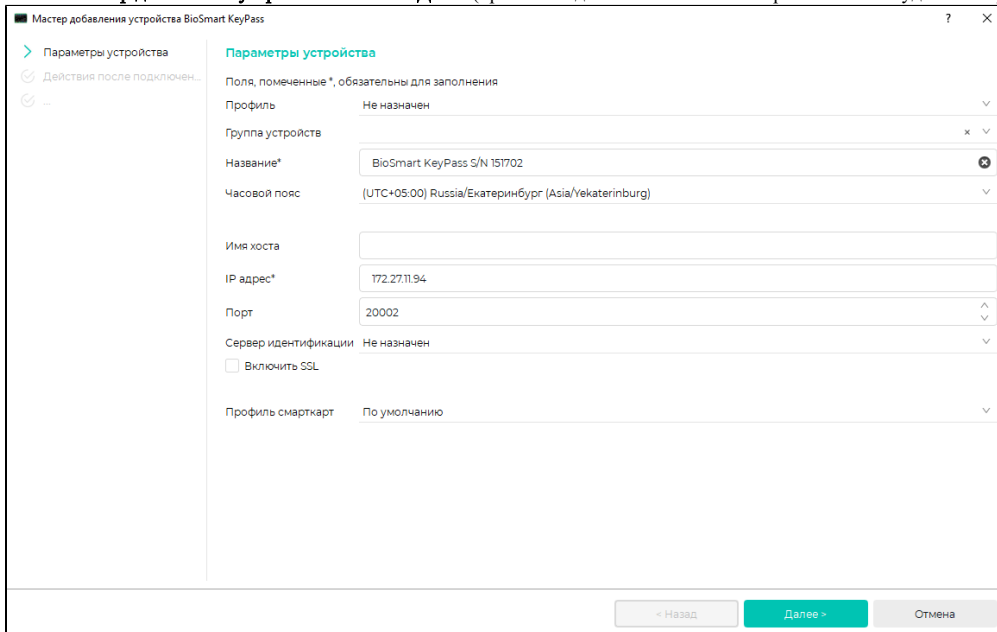 Мастер добавления устройства BioSmart KeyPass
? ×
Параметры устройства
Действия после подключен...
...
Параметры устройства
Поля, помеченные *, обязательны для заполнения
Профиль Не назначен
Группа устройств
Название* BioSmart KeyPass S/N 151702
Часовой пояс (UTC+05:00) Russia/Екатеринбург (Asia/Yekaterinburg)
Имя хоста
IP адрес* 172.27.11.94
Порт 20002
Сервер идентификации Не назначен
Включить SSL
Профиль смарткарт По умолчанию
< Назад Далее > Отмена